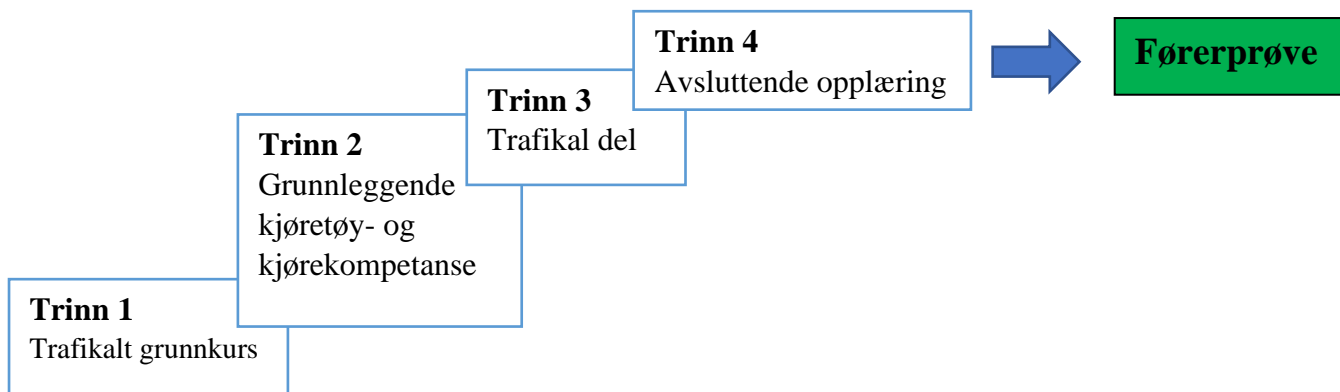 Trinn 1
Trafikalt grunnkurs
Trinn 2
Grunnleggende
kjøretøy- og
kjørekompetanse
Trinn 3
Trafikal del
Trinn 4
Avsluttende opplæring
Førerprøve